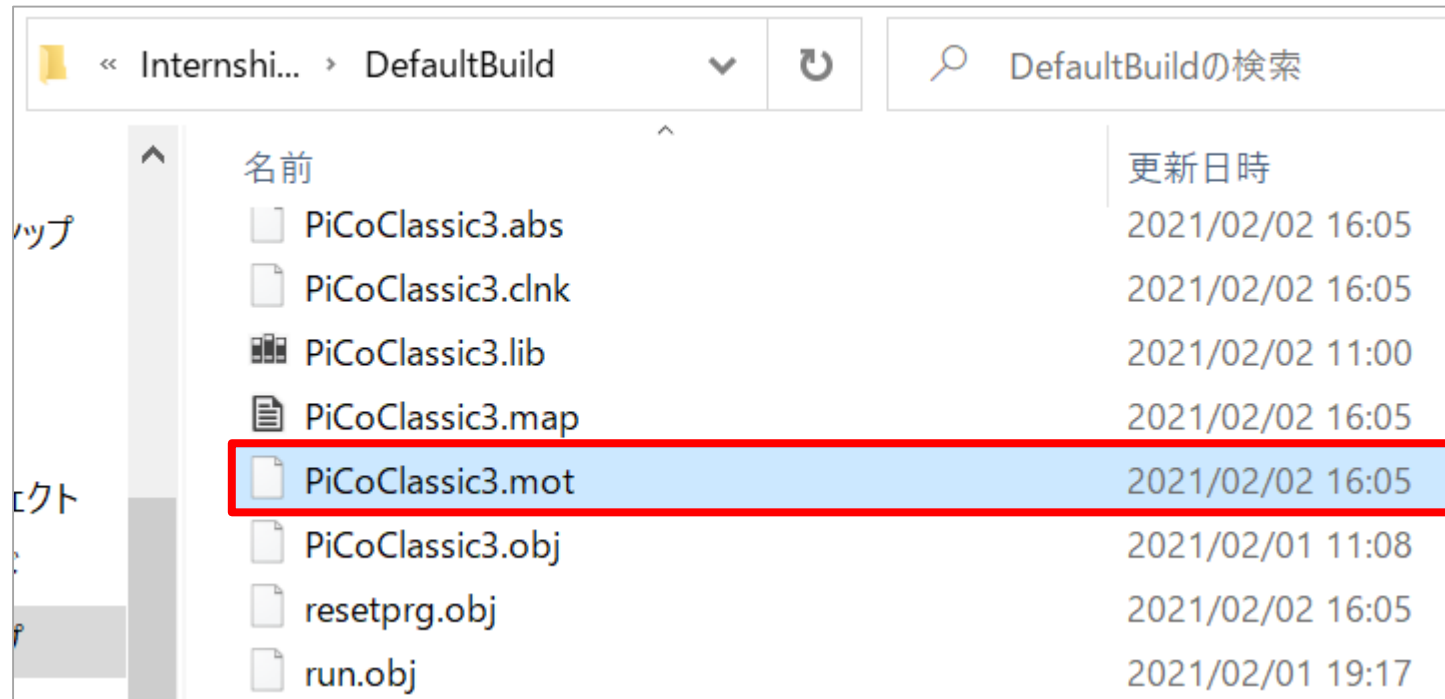 « Internshi... › DefaultBuild
DefaultBuildの検索
名前 更新日時
ップ
PiCoClassic3.abs 2021/02/02 16:05
PiCoClassic3.clnk 2021/02/02 16:05
PiCoClassic3.lib 2021/02/02 11:00
PiCoClassic3.map 2021/02/02 16:05
PiCoClassic3.mot 2021/02/02 16:05
ェクト
PiCoClassic3.obj 2021/02/01 11:08
resetprg.obj 2021/02/02 16:05
run.obj 2021/02/01 19:17